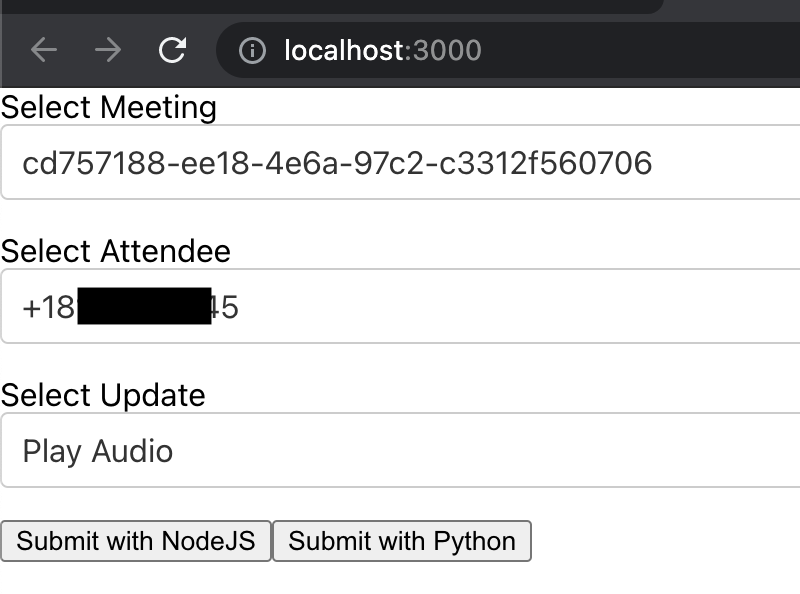 localhost:3000
Select Meeting
cd757188-ee18-4e6a-97c2-c3312f560706
Select Attendee
+18 45
Select Update
Play Audio
Submit with NodeJS Submit with Python